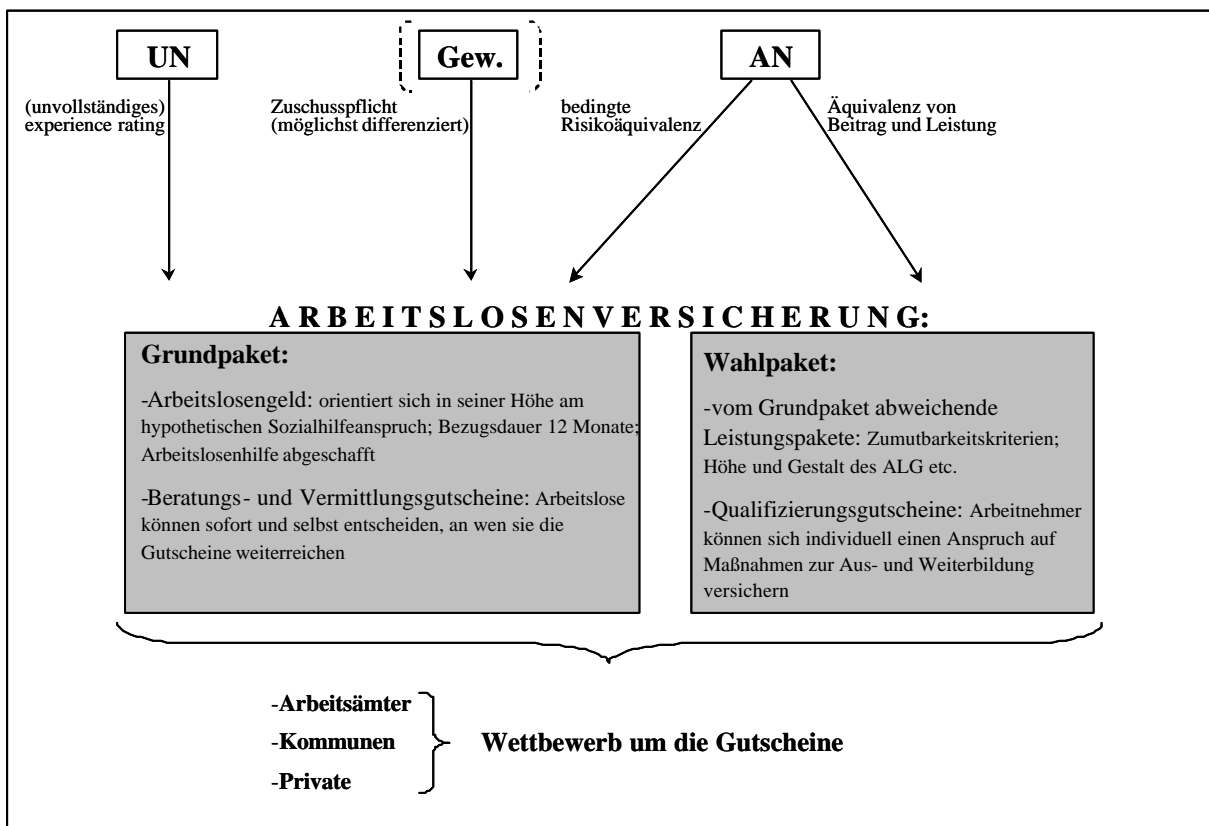 UN
Gew.
AN
(unvollständiges)
experience rating
Zuschusspflicht
(möglichst differenziert)
bedingte
Risikoäquivalenz
Äquivalenz von
Beitrag und Leistung
ARBEITSLOSENVERSICHERUNG:
Grundpaket:
-Arbeitslosengeld: orientiert sich in seiner Höhe am
hypothetischen Sozialhilfeanspruch; Bezugsdauer 12 Monate;
Arbeitslosenhilfe abgeschafft
-Beratungs- und Vermittlungsgutscheine: Arbeitslose
können sofort und selbst entscheiden, an wen sie die
Gutscheine weiterreichen
Wahlpaket:
-vom Grundpaket abweichende
Leistungspakete: Zumutbarkeitskriterien;
Höhe und Gestalt des ALG etc.
-Qualifizierungsgutscheine: Arbeitnehmer
können sich individuell einen Anspruch auf
Maßnahmen zur Aus- und Weiterbildung
versichern
-Arbeitsämter
-Kommunen
-Private
Wettbewerb um die Gutscheine